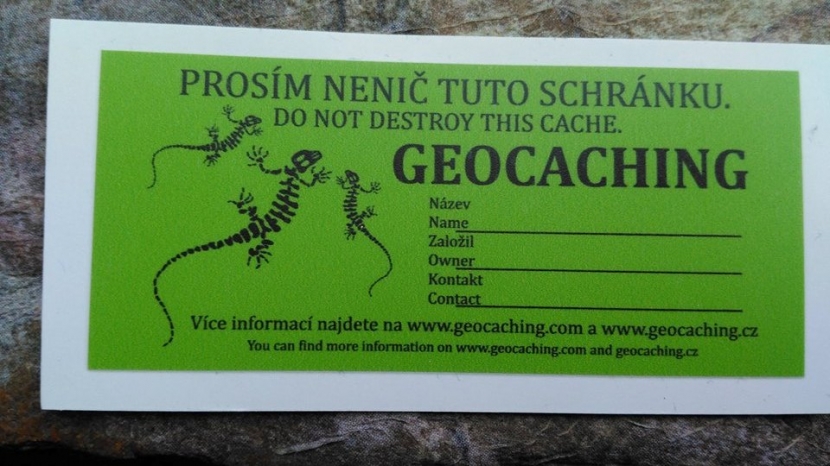 PROSÍM NENIČ TUTO SCHRÁNKU.
DO NOT DESTROY THIS CACHE.
GEOCACHING
Název
Name
Založil
Owner
Kontakt
Contact
Více informací najdete na www.geocaching.com a www.geocaching.cz
You can find more information on www.geocaching.com and geocaching.cz